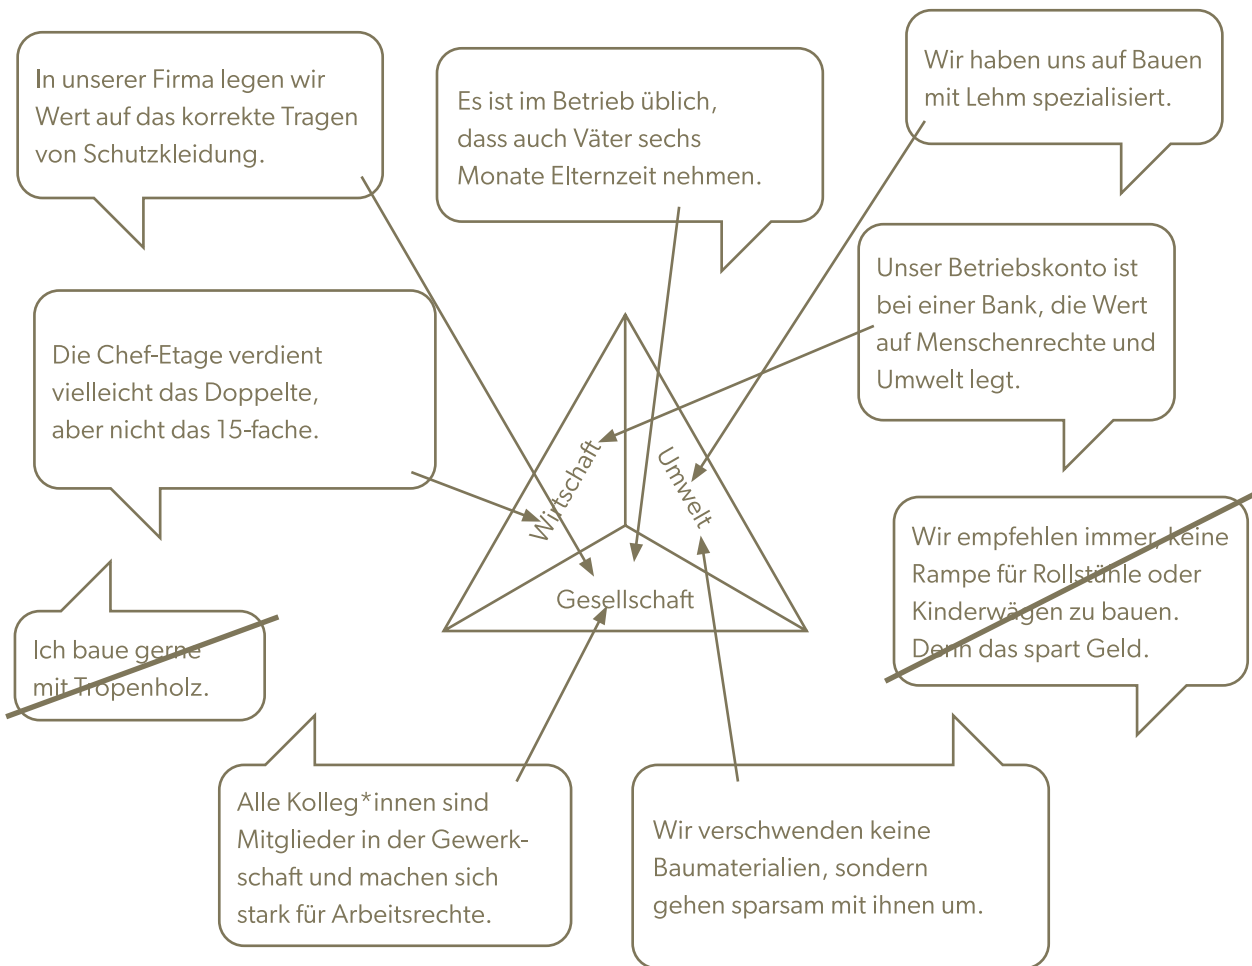 In unserer Firma legen wir
Wert auf das korrekte Tragen
von Schutzkleidung.
Es ist im Betrieb üblich,
dass auch Väter sechs
Monate Elternzeit nehmen.
Wir haben uns auf Bauen
mit Lehm spezialisiert.
Die Chef-Etage verdient
vielleicht das Doppelte,
aber nicht das 15-fache.
Unser Betriebskonto ist
bei einer Bank, die Wert
auf Menschenrechte und
Umwelt legt.
Wirtschaft
Umwelt
Gesellschaft
Ich baue gerne
mit Tropenholz.
Wir empfehlen immer, keine
Rampe für Rollstühle oder
Kinderwägen zu bauen.
Denn das spart Geld.
Alle Kolleg*innen sind
Mitglieder in der Gewerk-
schaft und machen sich
stark für Arbeitsrechte.
Wir verschwenden keine
Baumaterialien, sondern
gehen sparsam mit ihnen um.